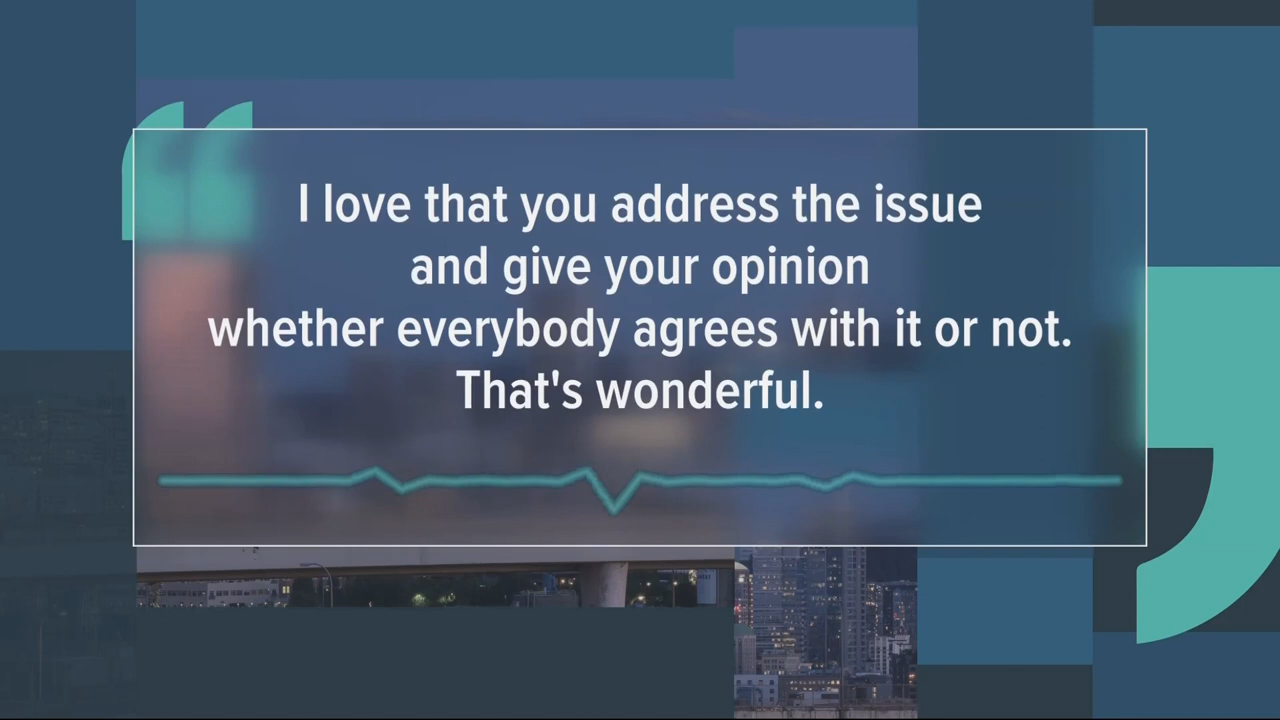 I love that you address the issue
and give your opinion
whether everybody agrees with it or not.
That's wonderful.